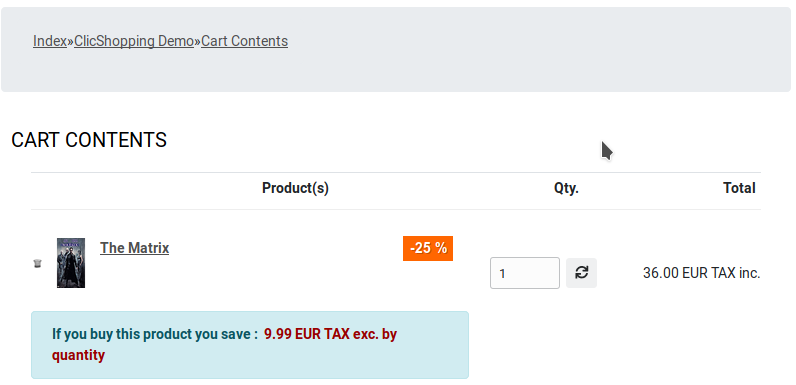 Index»ClicShopping Demo»Cart Contents
CART CONTENTS
Product(s) Qty. Total
The Matrix -25 %
1 36.00 EUR TAX inc.
If you buy this product you save : 9.99 EUR TAX exc. by
quantity